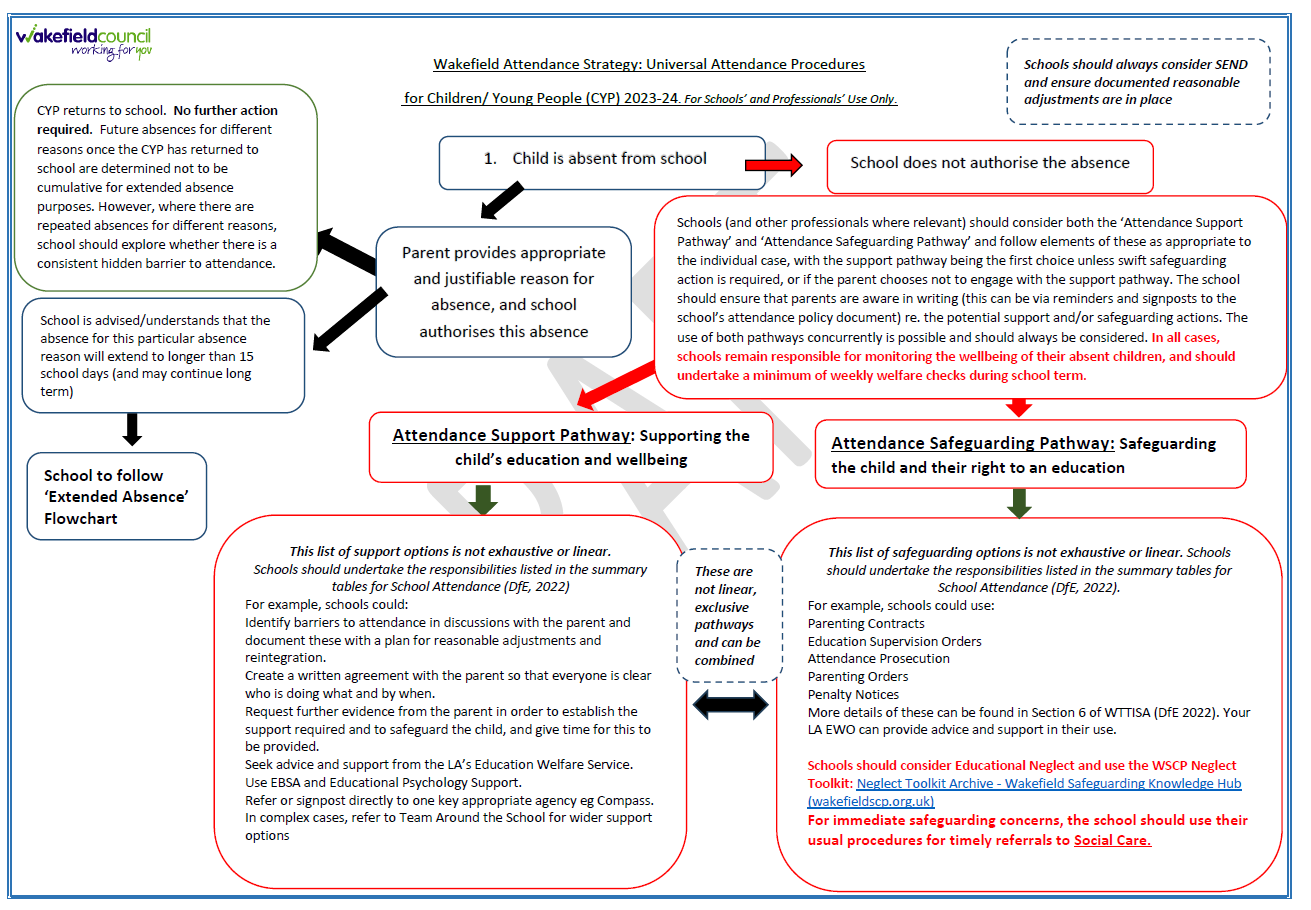 wakefieldcouncil
working for you
Wakefield Attendance Strategy: Universal Attendance Procedures
for Children/ Young People (CYP) 2023-24. For Schools' and Professionals' Use Only.
Schools should always consider SEND
and ensure documented reasonable
adjustments are in place
CYP returns to school. No further action
required. Future absences for different
reasons once the CYP has returned to
school are determined not to be
cumulative for extended absence
purposes. However, where there are
repeated absences for different reasons,
school should explore whether there is a
consistent hidden barrier to attendance.
1. Child is absent from school
School does not authorise the absence
Parent provides appropriate
and justifiable reason for
absence, and school
authorises this absence
Schools (and other professionals where relevant) should consider both the 'Attendance Support
Pathway' and 'Attendance Safeguarding Pathway' and follow elements of these as appropriate to
the individual case, with the support pathway being the first choice unless swift safeguarding
action is required, or if the parent chooses not to engage with the support pathway. The school
should ensure that parents are aware in writing (this can be via reminders and signposts to the
school's attendance policy document) re. the potential support and/or safeguarding actions. The
use of both pathways concurrently is possible and should always be considered. In all cases,
schools remain responsible for monitoring the wellbeing of their absent children, and should
undertake a minimum of weekly welfare checks during school term.
School is advised/understands that the
absence for this particular absence
reason will extend to longer than 15
school days (and may continue long
term)
School to follow
'Extended Absence'
Flowchart
Attendance Support Pathway: Supporting the
child's education and wellbeing
Attendance Safeguarding Pathway: Safeguarding
the child and their right to an education
This list of support options is not exhaustive or linear.
Schools should undertake the responsibilities listed in the summary
tables for School Attendance (DfE, 2022)
For example, schools could:
Identify barriers to attendance in discussions with the parent and
document these with a plan for reasonable adjustments and
reintegration.
Create a written agreement with the parent so that everyone is clear
who is doing what and by when.
Request further evidence from the parent in order to establish the
support required and to safeguard the child, and give time for this to
be provided.
Seek advice and support from the LA's Education Welfare Service.
Use EBSA and Educational Psychology Support.
Refer or signpost directly to one key appropriate agency eg Compass.
In complex cases, refer to Team Around the School for wider support
options
These are
not linear,
exclusive
pathways
and can be
combined
This list of safeguarding options is not exhaustive or linear. Schools
should undertake the responsibilities listed in the summary tables for
School Attendance (DfE, 2022).
For example, schools could use:
Parenting Contracts
Education Supervision Orders
Attendance Prosecution
Parenting Orders
Penalty Notices
More details of these can be found in Section 6 of WTTISA (DfE 2022). Your
LA EWO can provide advice and support in their use.
Schools should consider Educational Neglect and use the WSCP Neglect
Toolkit: Neglect Toolkit Archive - Wakefield Safeguarding Knowledge Hub
(wakefieldscp.org.uk)
For immediate safeguarding concerns, the school should use their
usual procedures for timely referrals to Social Care.